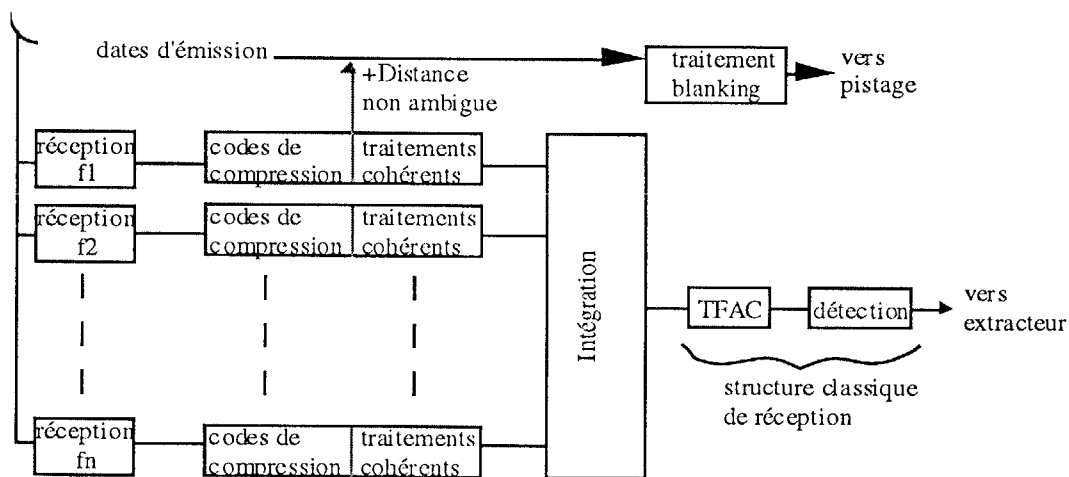 dates d'émission
traitement
blanking
vers
pistage
+Distance
non ambigue
réception
f1
codes de
compression
traitements
cohérents
réception
f2
codes de
compression
traitements
cohérents
Intégration
TFAC
détection
vers
extracteur
structure classique
de réception
réception
fn
codes de
compression
traitements
cohérents